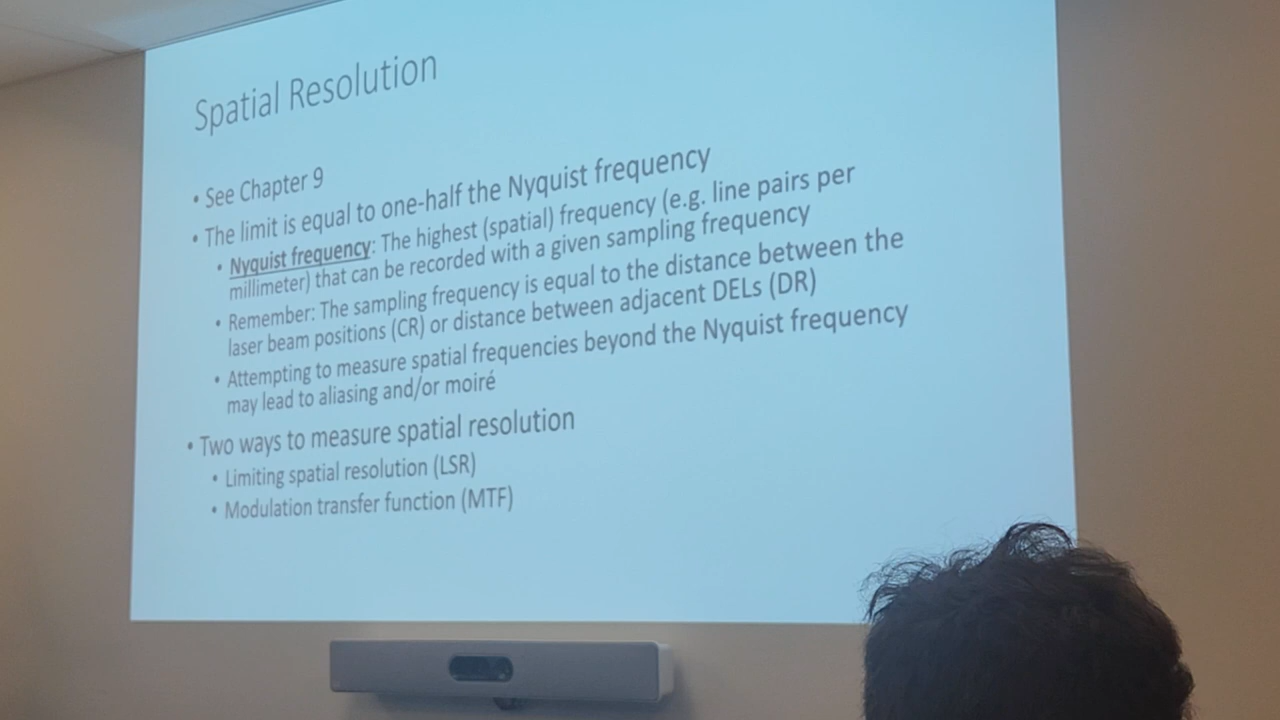 Spatial Resolution
• See Chapter 9
• The limit is equal to one-half the Nyquist frequency
• Nyquist frequency: The highest (spatial) frequency (e.g. line pairs per
millimeter) that can be recorded with a given sampling frequency
• Remember: The sampling frequency is equal to the distance between the
laser beam positions (CR) or distance between adjacent DELs (DR)
• Attempting to measure spatial frequencies beyond the Nyquist frequency
may lead to aliasing and/or moiré
• Two ways to measure spatial resolution
• Limiting spatial resolution (LSR)
• Modulation transfer function (MTF)